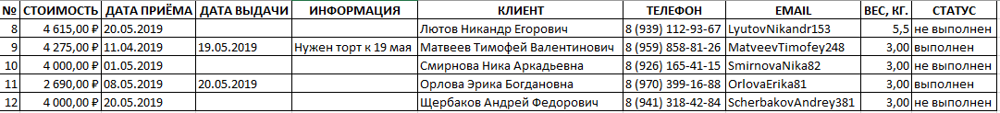 № СТОИМОСТЬ ДАТА ПРИЁМА ДАТА ВЫДАЧИ ИНФОРМАЦИЯ КЛИЕНТ ТЕЛЕФОН EMAIL ВЕС, КГ. СТАТУС
8 4 615,00 ₽ 20.05.2019 Лютов Никандр Егорович 8 (939) 112-93-67 LyutovNikandr153 5,5 не выполнен
9 4 275,00 ₽ 11.04.2019 19.05.2019 Нужен торт к 19 мая Матвеев Тимофей Валентинович 8 (959) 858-81-26 MatveevTimofey248 3,00 выполнен
10 4 000,00 ₽ 01.05.2019 Смирнова Ника Аркадьевна 8 (926) 165-41-15 SmirnovaNika82 3,00 не выполнен
11 2 690,00 ₽ 08.05.2019 20.05.2019 Орлова Эрика Богдановна 8 (970) 399-16-88 OrlovaErika81 3,00 выполнен
12 4 000,00 ₽ 20.05.2019 Щербаков Андрей Федорович 8 (941) 318-42-84 ScherbakovAndrey381 3,00 не выполнен